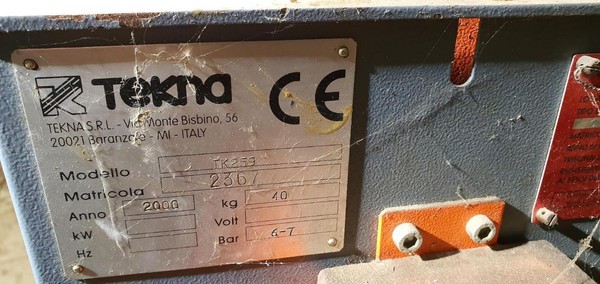 TEKNA
CE
TEKNA S.R.L. - Via Monte Bisbino, 56
20021 Baranzate - MI - ITALY
Modello TK259
Matricola 2367
Anno 2000 kg 40
kW Volt
Hz Bar 6-7